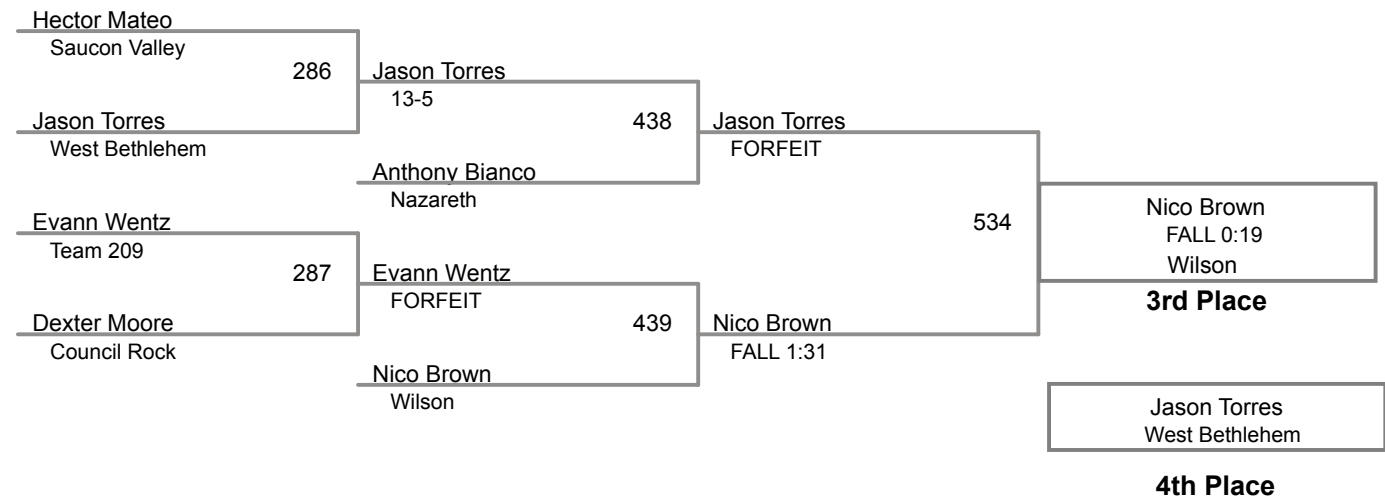 Hector Mateo
Saucon Valley
286
Jason Torres
13-5
Jason Torres
West Bethlehem
438
Jason Torres
FORFEIT
Anthony Bianco
Nazareth
Evann Wentz
Team 209
534
Nico Brown
FALL 0:19
Wilson
3rd Place
287
Evann Wentz
FORFEIT
Dexter Moore
Council Rock
439
Nico Brown
FALL 1:31
Nico Brown
Wilson
Jason Torres
West Bethlehem
4th Place